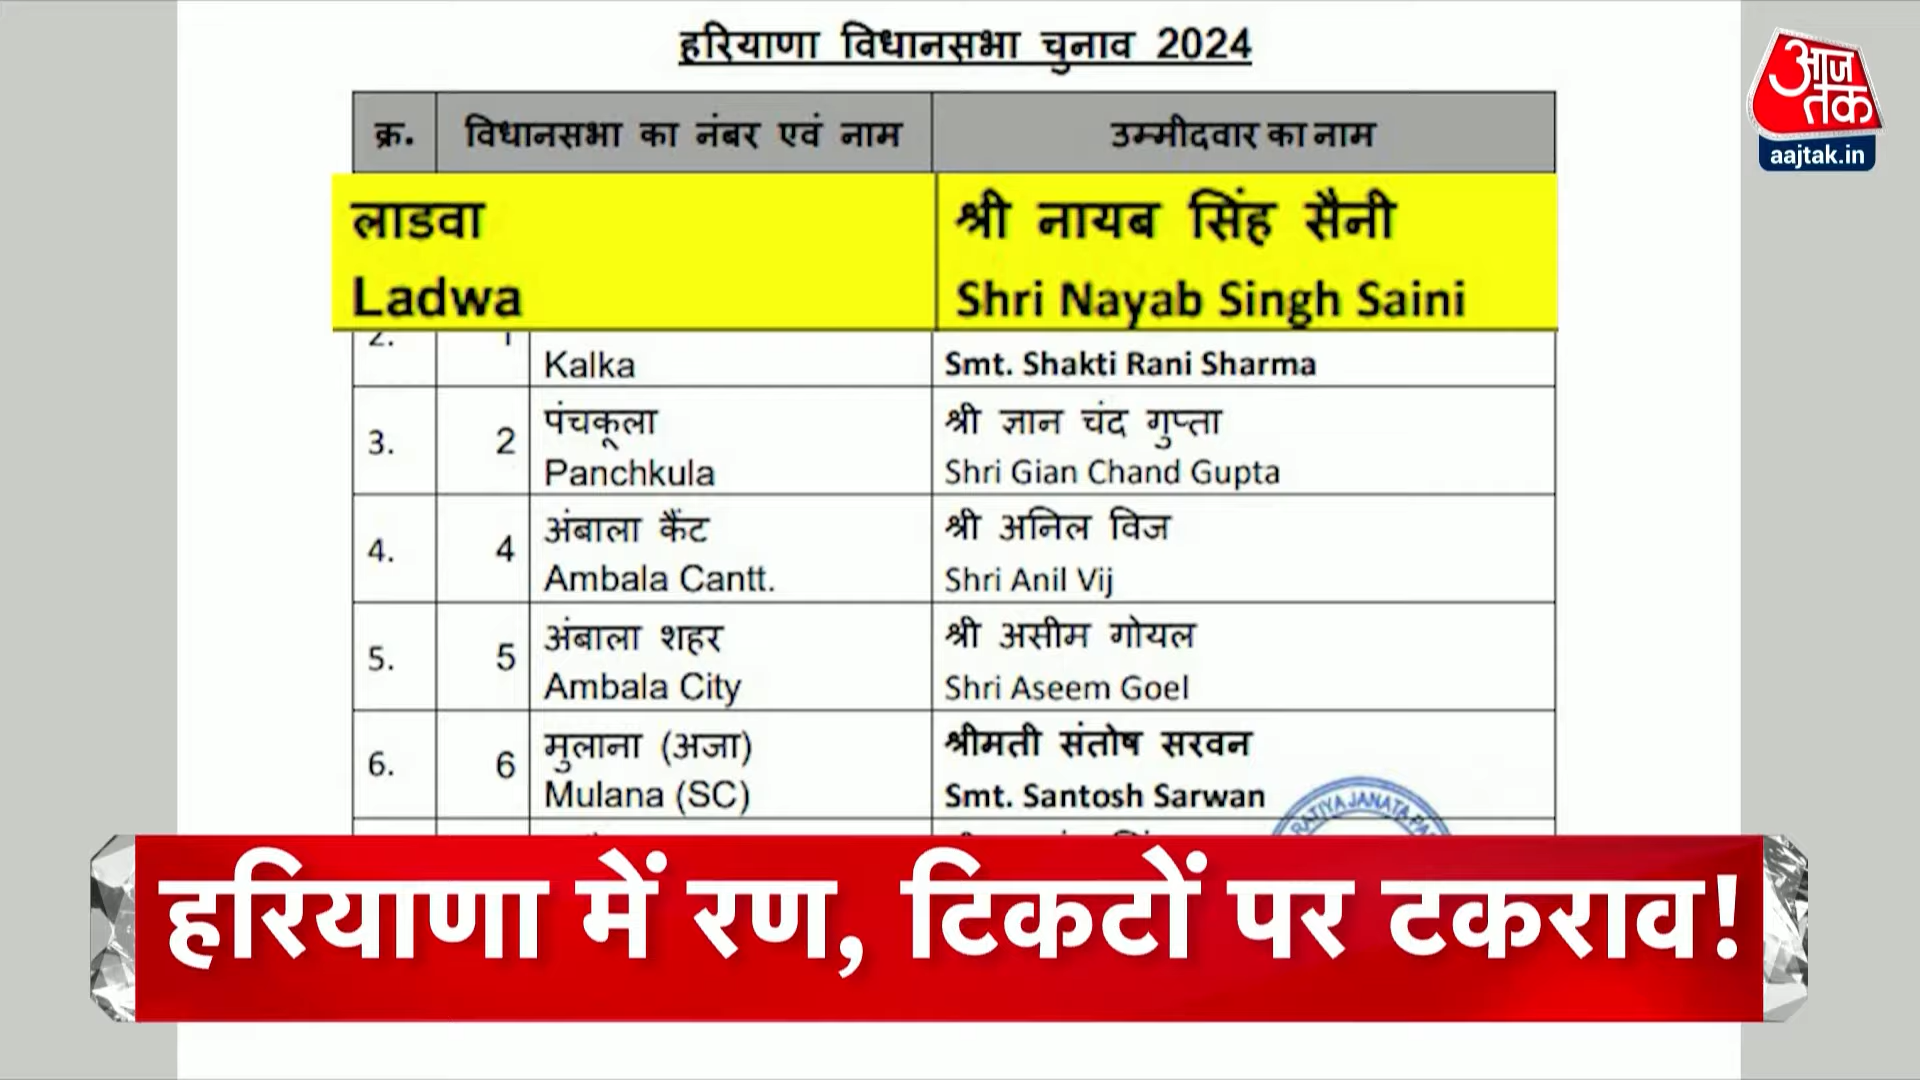 हरियाणा विधानसभा चुनाव 2024
आज तक
aajtak.in
क्र. विधानसभा का नंबर एवं नाम उम्मीदवार का नाम
लाडवा श्री नायब सिंह सैनी
Ladwa Shri Nayab Singh Saini
2. 1
Kalka Smt. Shakti Rani Sharma
पंचकूला श्री ज्ञान चंद गुप्ता
3. 2
Panchkula Shri Gian Chand Gupta
अंबाला कैंट श्री अनिल विज
4. 4
Ambala Cantt. Shri Anil Vij
अंबाला शहर श्री असीम गोयल
5. 5
Ambala City Shri Aseem Goel
मुलाना (अजा) श्रीमती संतोष सरवन
6. 6
Mulana (SC) Smt. Santosh Sarwan
JANATA
हरियाणा में रण, टिकटों पर टकराव!